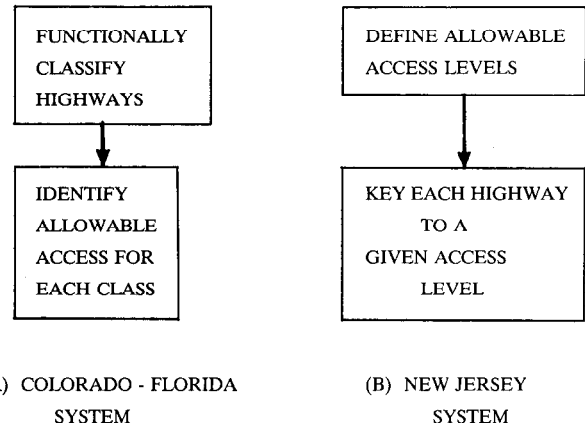 FUNCTIONALLY
CLASSIFY
HIGHWAYS
IDENTIFY
ALLOWABLE
ACCESS FOR
EACH CLASS
) COLORADO - FLORIDA
SYSTEM
DEFINE ALLOWABLE
ACCESS LEVELS
KEY EACH HIGHWAY
TO A
GIVEN ACCESS
LEVEL
(B) NEW JERSEY
SYSTEM